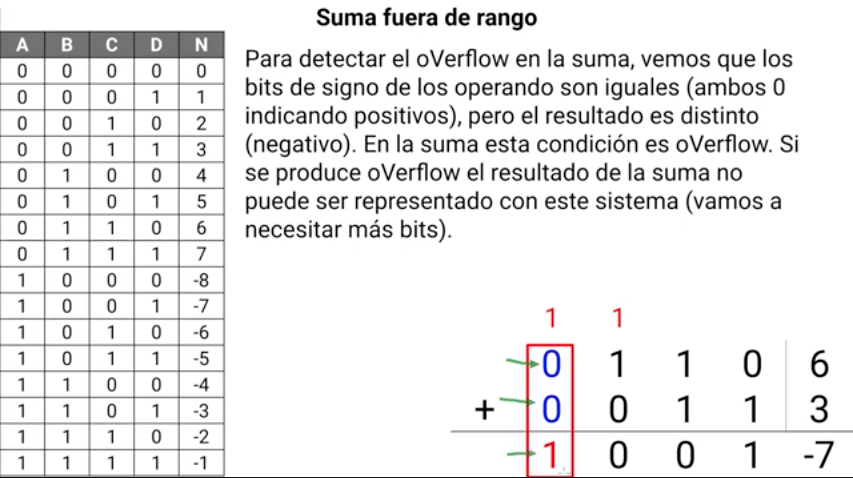 Suma fuera de rango
A B C D N
0 0 0 0 0
0 0 0 1 1
0 0 1 0 2
0 0 1 1 3
0 1 0 0 4
0 1 0 1 5
0 1 1 0 6
0 1 1 1 7
1 0 0 0 -8
1 0 0 1 -7
1 0 1 0 -6
1 0 1 1 -5
1 1 0 0 -4
1 1 0 1 -3
1 1 1 0 -2
1 1 1 1 -1
Para detectar el oVerflow en la suma, vemos que los
bits de signo de los operando son iguales (ambos 0
indicando positivos), pero el resultado es distinto
(negativo). En la suma esta condición es oVerflow. Si
se produce oVerflow el resultado de la suma no
puede ser representado con este sistema (vamos a
necesitar más bits).
1 1
0 1 1 0 6
+ 0 0 1 1 3
1 0 0 1 -7